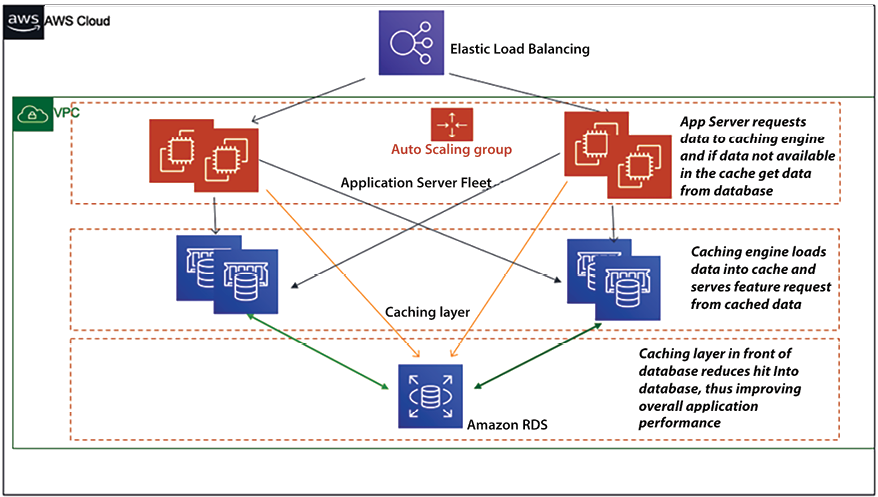 aws
AWS Cloud
Elastic Load Balancing
VPC
Auto Scaling group
Application Server Fleet
App Server requests
data to caching engine
and if data not available
in the cache get data
from database
Caching engine loads
data into cache and
serves feature request
from cached data
Caching layer
Caching layer in front of
database reduces hit Into
database, thus improving
overall application
performance
Amazon RDS